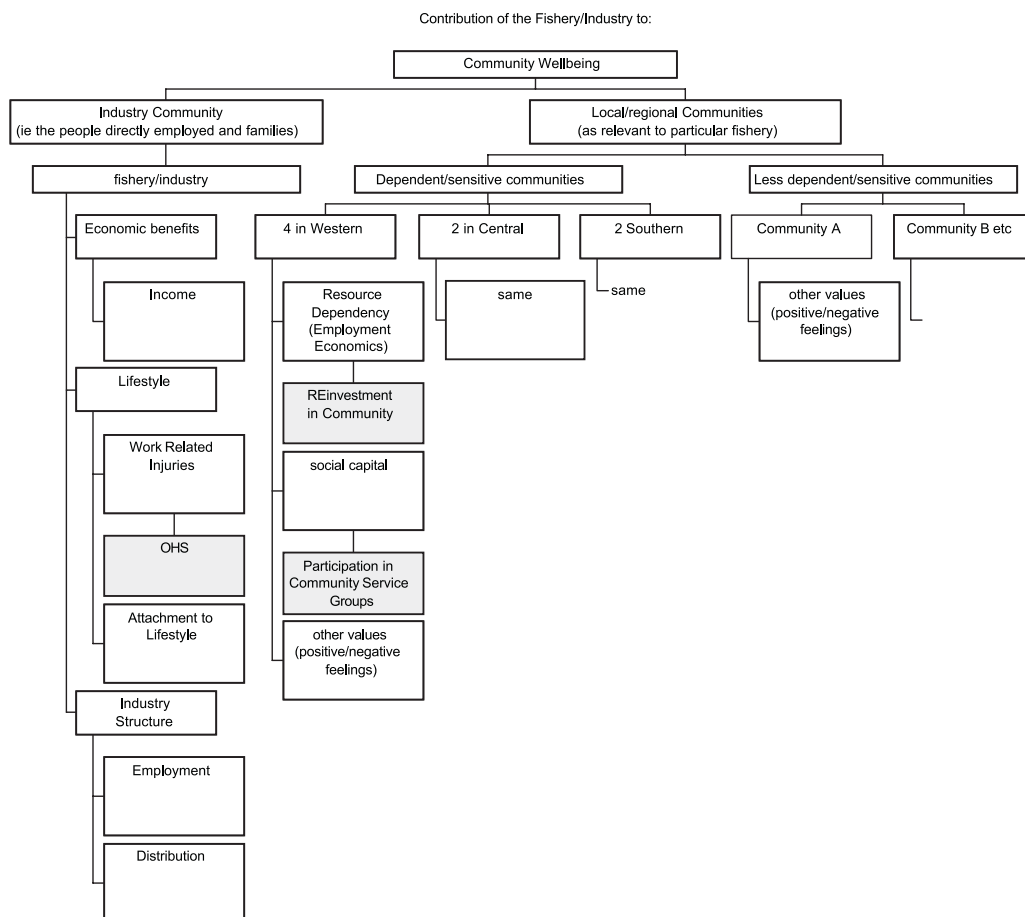 Contribution of the Fishery/Industry to:
Community Wellbeing
Industry Community
(ie the people directly employed and families)
Local/regional Communities
(as relevant to particular fishery)
fishery/industry
Dependent/sensitive communities
Less dependent/sensitive communities
Economic benefits
4 in Western
2 in Central
2 Southern
Community A
Community B etc
Income
Resource
Dependency
(Employment
Economics)
same
same
other values
(positive/negative
feelings)
Lifestyle
REinvestment
in Community
Work Related
Injuries
social capital
OHS
Participation in
Community Service
Groups
Attachment to
Lifestyle
other values
(positive/negative
feelings)
Industry
Structure
Employment
Distribution